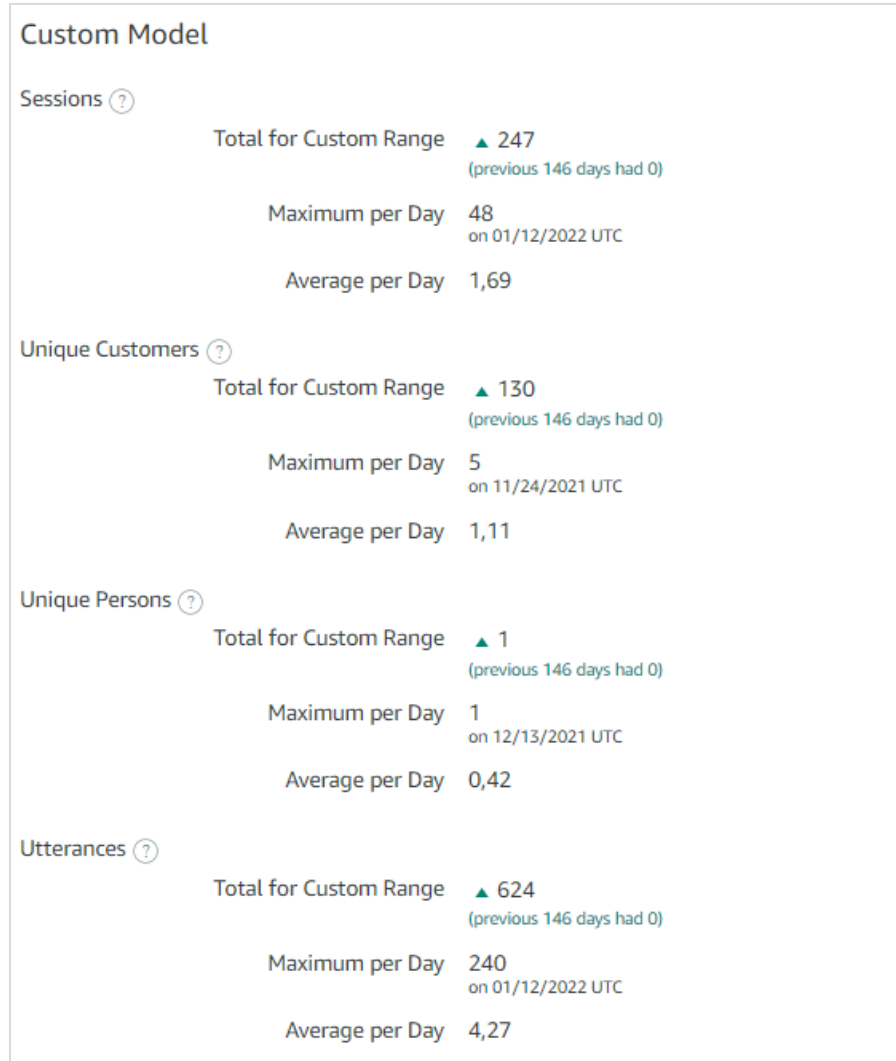 Custom Model
Sessions ?
Total for Custom Range ▲ 247
(previous 146 days had 0)
Maximum per Day 48
on 01/12/2022 UTC
Average per Day 1,69
Unique Customers ?
Total for Custom Range ▲ 130
(previous 146 days had 0)
Maximum per Day 5
on 11/24/2021 UTC
Average per Day 1,11
Unique Persons ?
Total for Custom Range ▲ 1
(previous 146 days had 0)
Maximum per Day 1
on 12/13/2021 UTC
Average per Day 0,42
Utterances ?
Total for Custom Range ▲ 624
(previous 146 days had 0)
Maximum per Day 240
on 01/12/2022 UTC
Average per Day 4,27